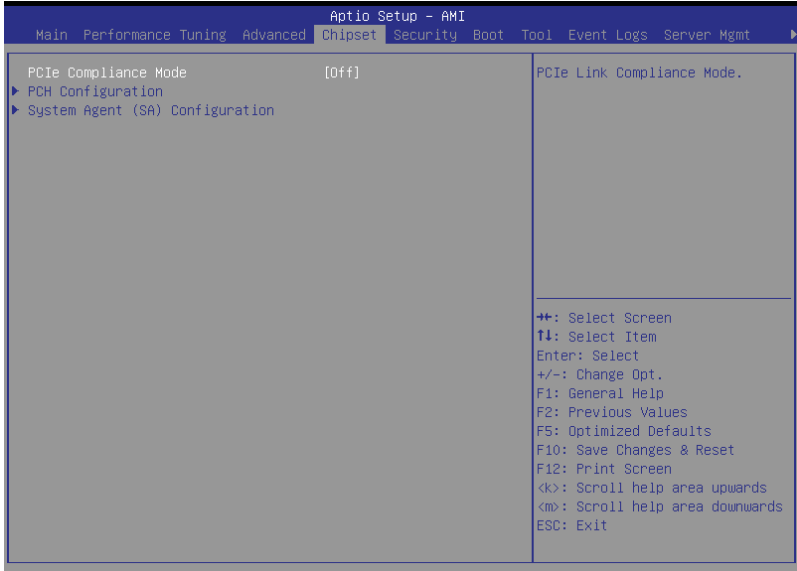 Aptio Setup - AMI
Main Performance Tuning Advanced Chipset Security Boot Tool Event Logs Server Mgmt
PCIe Compliance Mode [Off]
PCH Configuration
System Agent (SA) Configuration
PCIe Link Compliance Mode.
→←: Select Screen
↑↓: Select Item
Enter: Select
+/-: Change Opt.
F1: General Help
F2: Previous Values
F5: Optimized Defaults
F10: Save Changes & Reset
F12: Print Screen
<k>: Scroll help area upwards
<m>: Scroll help area downwards
ESC: Exit